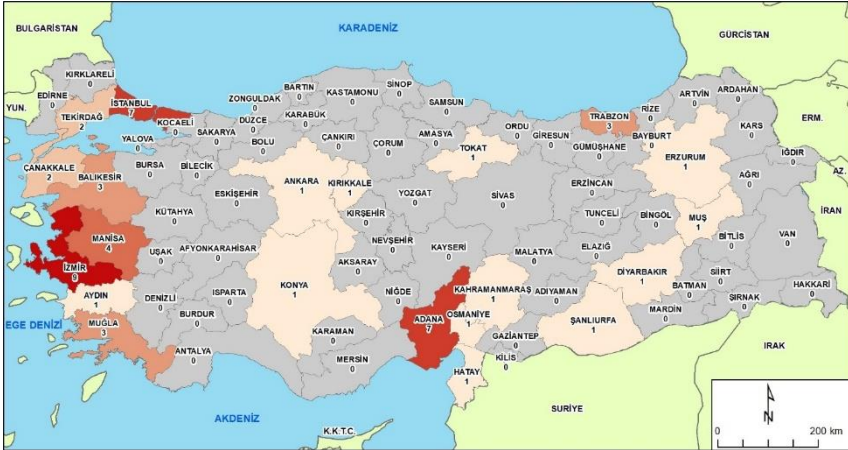 BULGARİSTAN
KARADENİZ
GÜRCİSTAN
KIRKLARELİ
0
EDİRNE
0
YUN.
TEKİRDAĞ
2
İSTANBUL
7
KOCAELİ
0
YALOVA
0
SAKARYA
0
DÜZCE
0
ZONGULDAK
0
BOLU
0
BARTIN
0
KARABÜK
0
KASTAMONU
0
SİNOP
0
SAMSUN
0
ÇANKIRI
0
ÇORUM
0
AMASYA
0
TOKAT
1
ORDU
0
GİRESUN
0
TRABZON
3
GÜMÜŞHANE
0
RİZE
0
BAYBURT
0
ARTVİN
0
ARDAHAN
0
KARS
0
ERM.
IĞDIR
0
AZ.
İRAN
ERZURUM
1
AĞRI
0
ÇANAKKALE
2
BALIKESİR
3
BURSA
0
BİLECİK
0
ESKİŞEHİR
0
KÜTAHYA
0
ANKARA
1
KIRIKKALE
1
KIRŞEHİR
0
YOZGAT
0
SİVAS
0
ERZİNCAN
0
TUNCELİ
0
BİNGÖL
0
MUŞ
1
BİTLİS
0
VAN
0
MANİSA
4
İZMİR
9
UŞAK
0
AFYONKARAHİSAR
0
AKSARAY
0
NEVŞEHİR
0
KAYSERİ
0
MALATYA
0
ELAZIĞ
0
DİYARBAKIR
1
BATMAN
0
SİİRT
0
ŞIRNAK
0
HAKKARİ
0
AYDIN
1
DENİZLİ
0
ISPARTA
0
BURDUR
0
KONYA
1
NİĞDE
0
ADANA
7
KAHRAMANMARAŞ
1
OSMANİYE
1
ADIYAMAN
0
ŞANLIURFA
1
MARDİN
0
EGE DENİZİ
MUĞLA
3
ANTALYA
0
KARAMAN
0
MERSİN
0
GAZİANTEP
0
KİLİS
0
HATAY
1
IRAK
SURİYE
AKDENİZ
K.K.T.C.
N
0
200 km